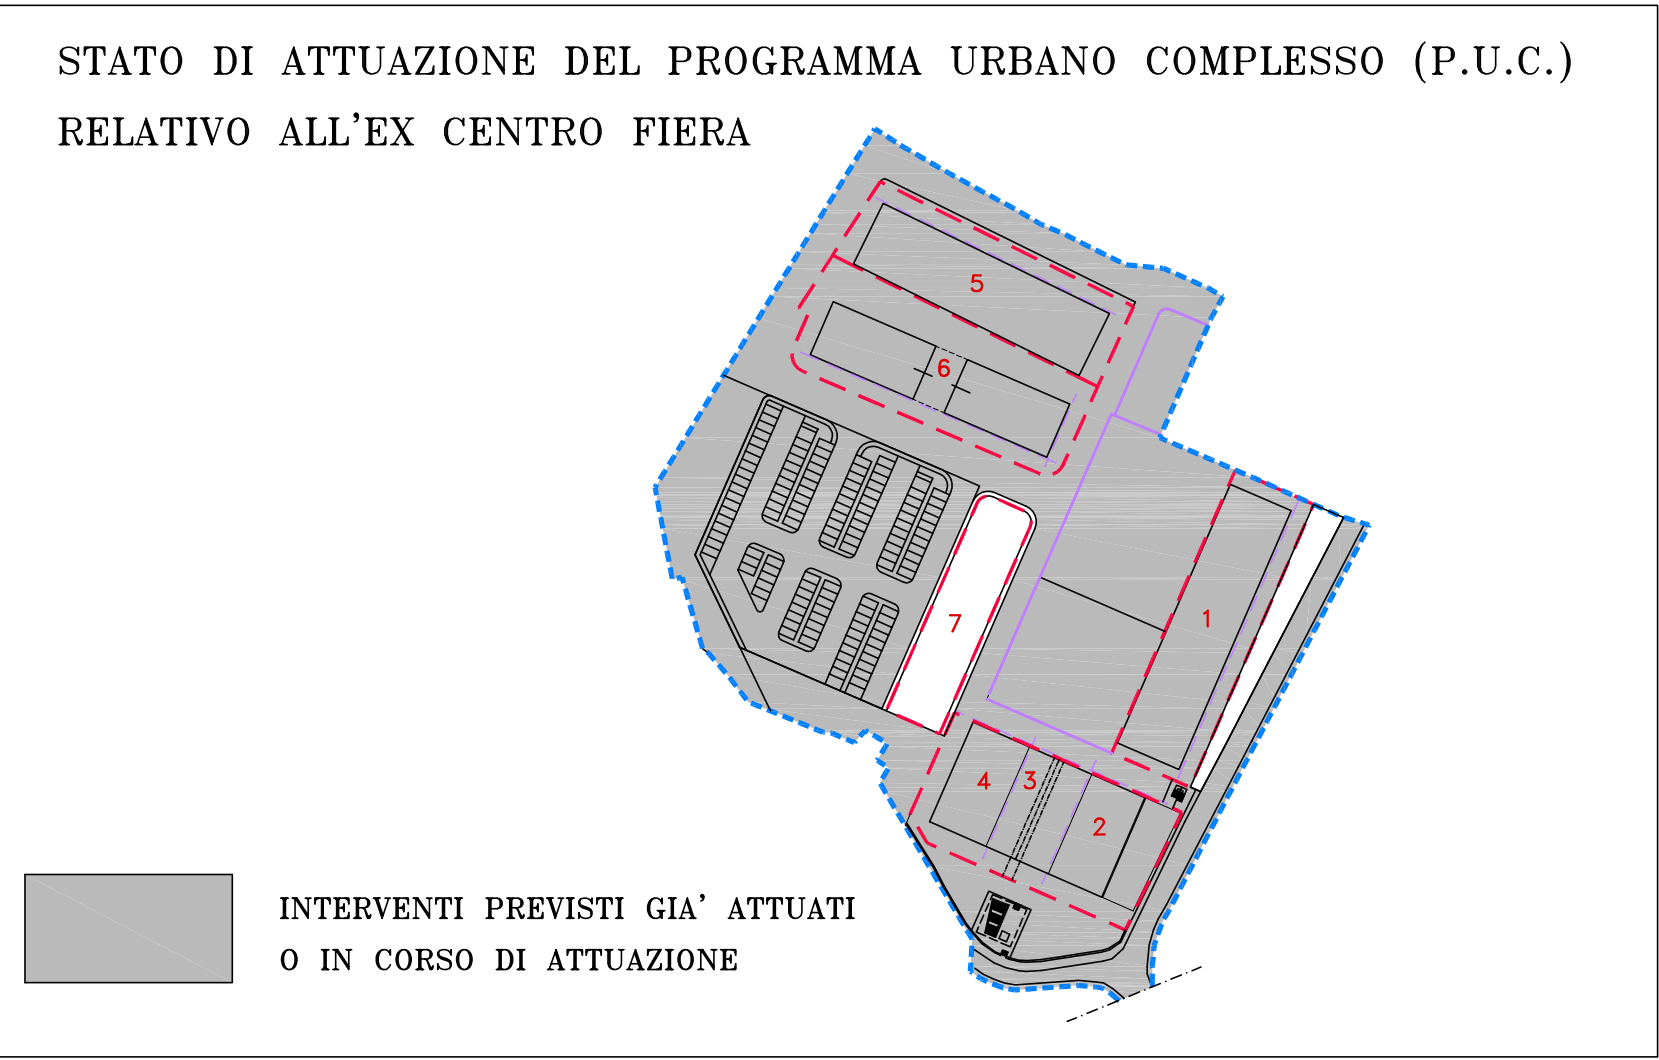 STATO DI ATTUAZIONE DEL PROGRAMMA URBANO COMPLESSO (P.U.C.)
RELATIVO ALL'EX CENTRO FIERA
5
6
7
1
4
3
2
INTERVENTI PREVISTI GIA' ATTUATI
O IN CORSO DI ATTUAZIONE